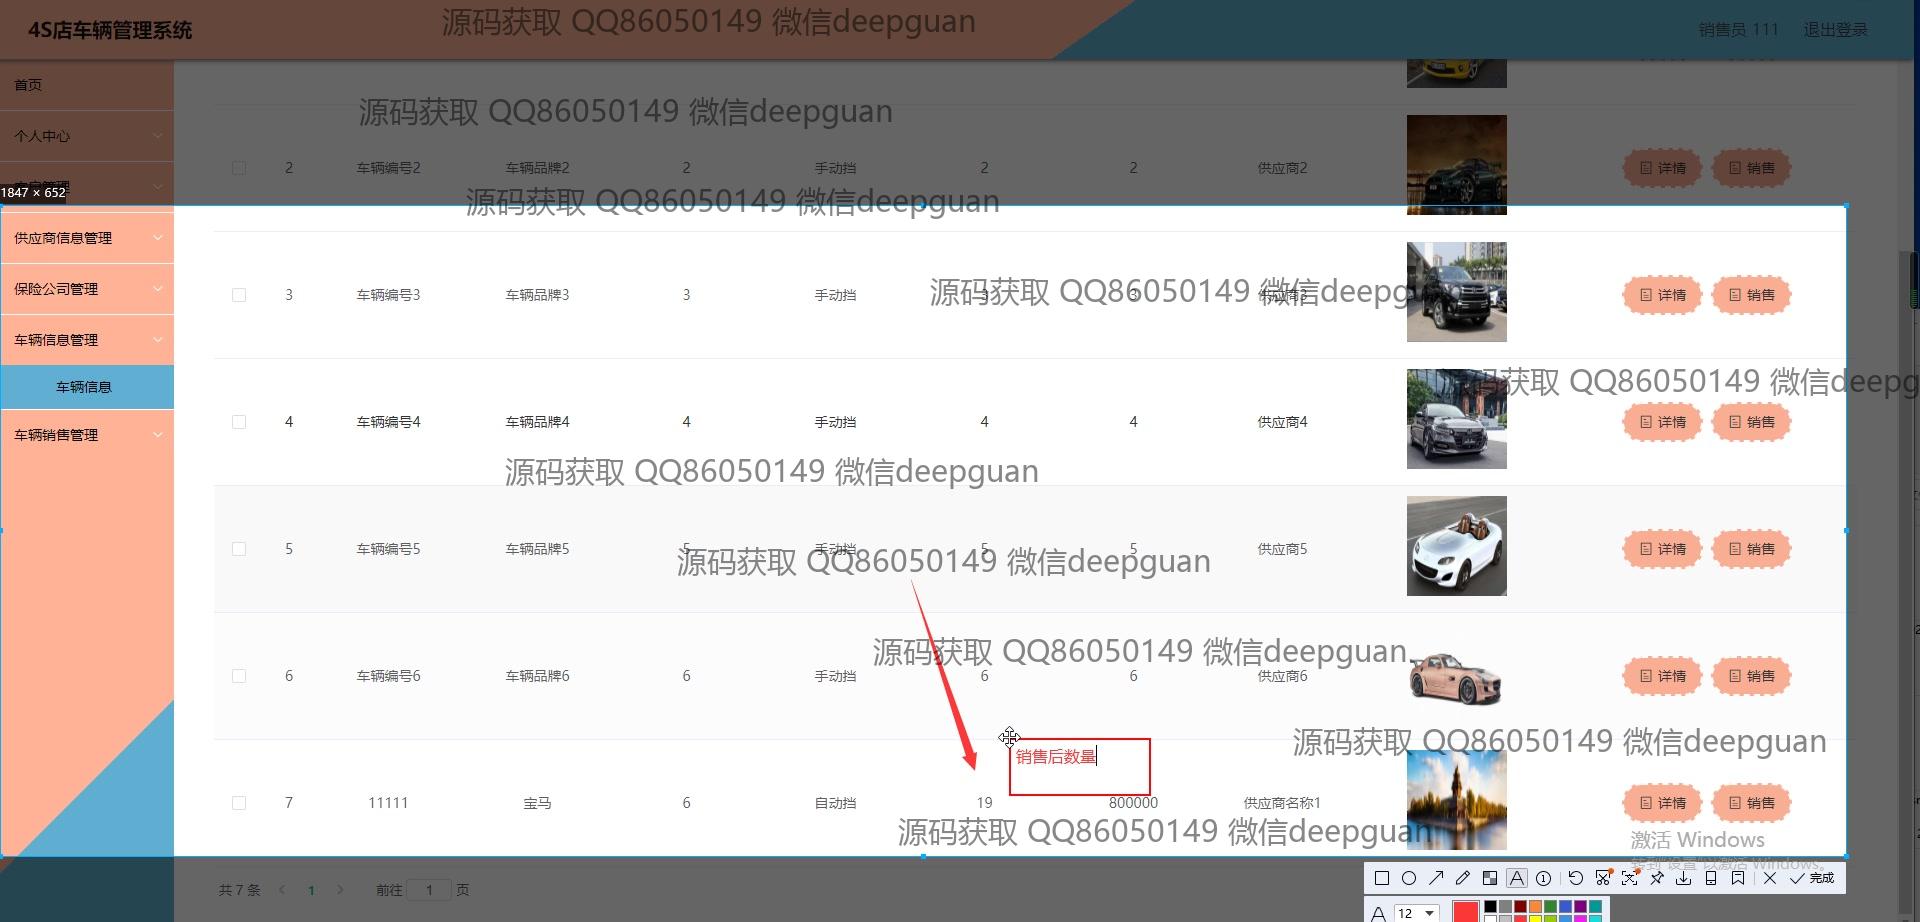 4S店车辆管理系统
源码获取 QQ86050149 微信deepguan
销售员 111
退出登录
首页
源码获取 QQ86050149 微信deepguan
个人中心
2 车辆编号2 车辆品牌2 2 手动挡 2 2 供应商2 详情 销售
1847 × 652
源码获取 QQ86050149 微信deepguan
供应商信息管理
保险公司管理
3 车辆编号3 车辆品牌3 3 手动挡 3 3 供应商3 详情 销售
源码获取 QQ86050149 微信deepg
车辆信息管理
车辆信息
获取 QQ86050149 微信deepg
4 车辆编号4 车辆品牌4 4 手动挡 4 4 供应商4 详情 销售
车辆销售管理
源码获取 QQ86050149 微信deepguan
5 车辆编号5 车辆品牌5 5 手动挡 5 5 供应商5 详情 销售
源码获取 QQ86050149 微信deepguan
源码获取 QQ86050149 微信deepguan
6 车辆编号6 车辆品牌6 6 手动挡 6 6 供应商6 详情 销售
源码获取 QQ86050149 微信deepguan
销售后数量
7 11111 宝马 6 自动挡 19 800000 供应商名称1 详情 销售
源码获取 QQ86050149 微信deepguan
激活 Windows
转到"设置"以激活 Windows。
共 7 条 1 前往 1 页
完成
A 12